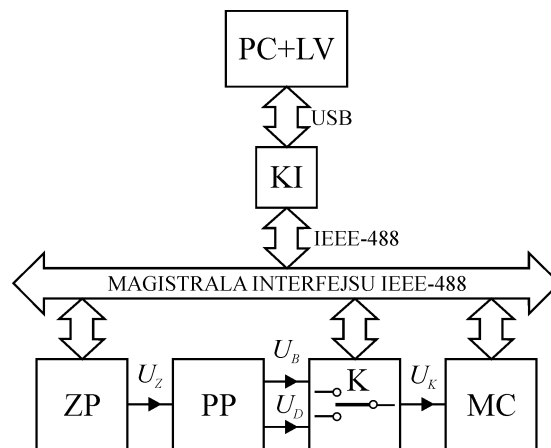 PC+LV
USB
KI
IEEE-488
MAGISTRALA INTERFEJSU IEEE-488
ZP
U_Z
PP
U_B
U_D
K
U_K
MC